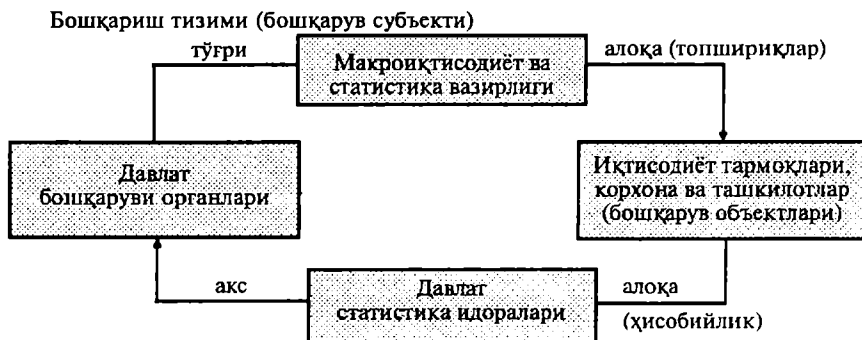 Бошқариш тизими (бошқарув субъекти)
тўғри
Макроиқтисодиёт ва
статистика вазирлиги
алоқа (топшириқлар)
Давлат
бошқаруви органлари
Иқтисодиёт тармоқлари,
корхона ва ташкилотлар
(бошқарув объектлари)
акс
Давлат
статистика идоралари
алоқа
(ҳисобийлик)